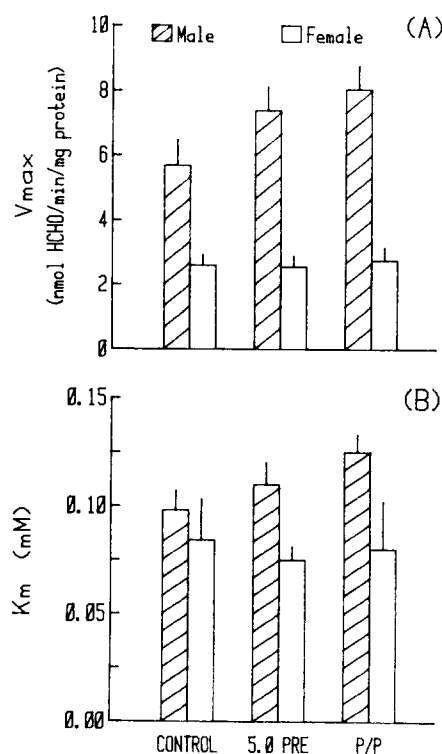 (A)
Male Female
10
8
6
4
2
0
Vmax
(nmol HCHO/min/mg protein)
(B)
0.15
0.10
0.05
0.00
Km (mM)
CONTROL 5.0 PRE P/P